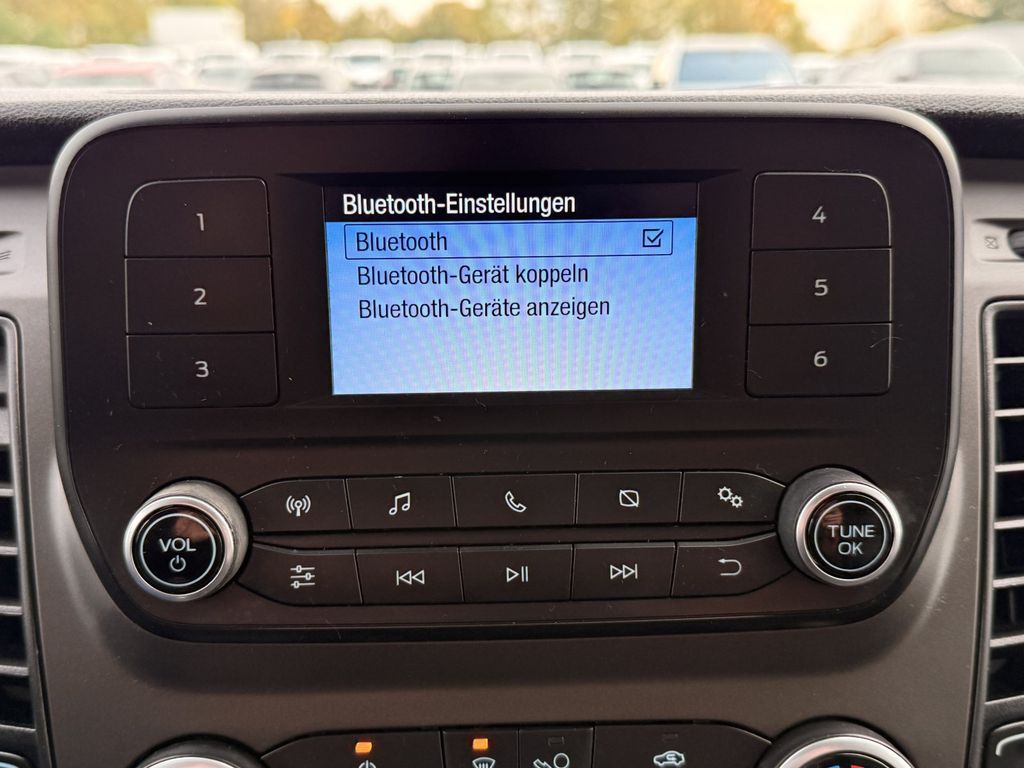 Bluetooth-Einstellungen
Bluetooth
Bluetooth-Gerät koppeln
Bluetooth-Geräte anzeigen
1
2
3
4
5
6
VOL
TUNE
OK